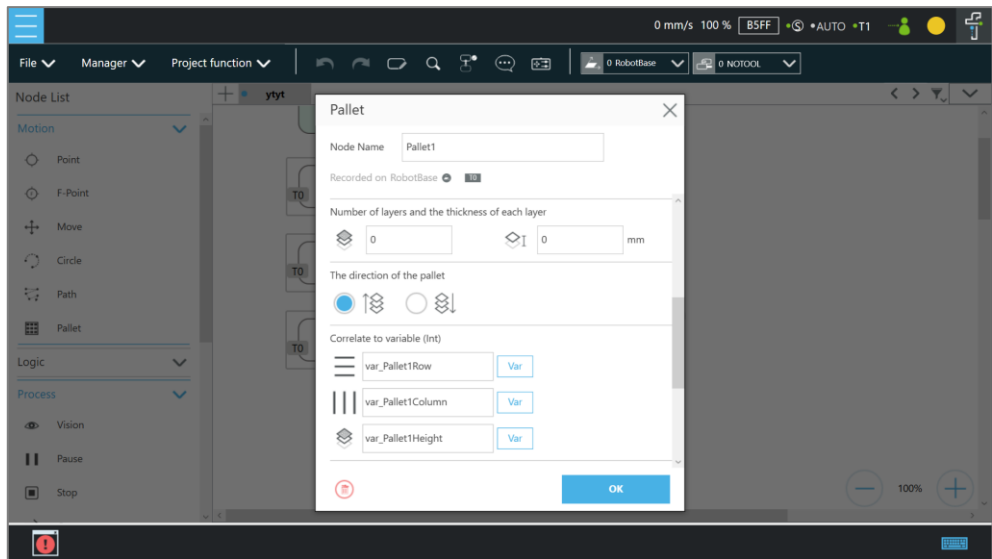 0 mm/s 100 % B5FF S AUTO T1
File Manager Project function 0 RobotBase 0 NOTOOL
Node List ytyt
Motion
Point
F-Point
Move
Circle
Path
Pallet
Logic
Process
Vision
Pause
Stop
T0
T0
T0
Pallet
Node Name Pallet1
Recorded on RobotBase T0
Number of layers and the thickness of each layer
0 0 mm
The direction of the pallet
Correlate to variable (Int)
var_Pallet1Row Var
var_Pallet1Column Var
var_Pallet1Height Var
OK
100%